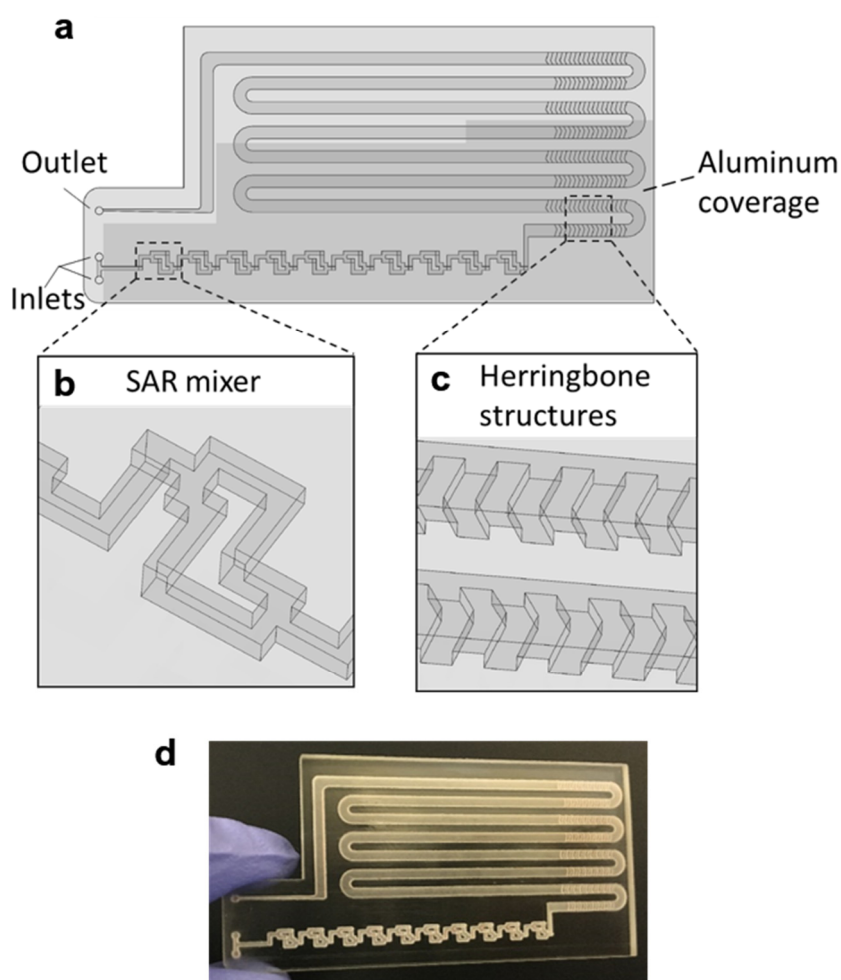 a
Outlet
Aluminum
coverage
Inlets
b SAR mixer
c Herringbone
structures
d